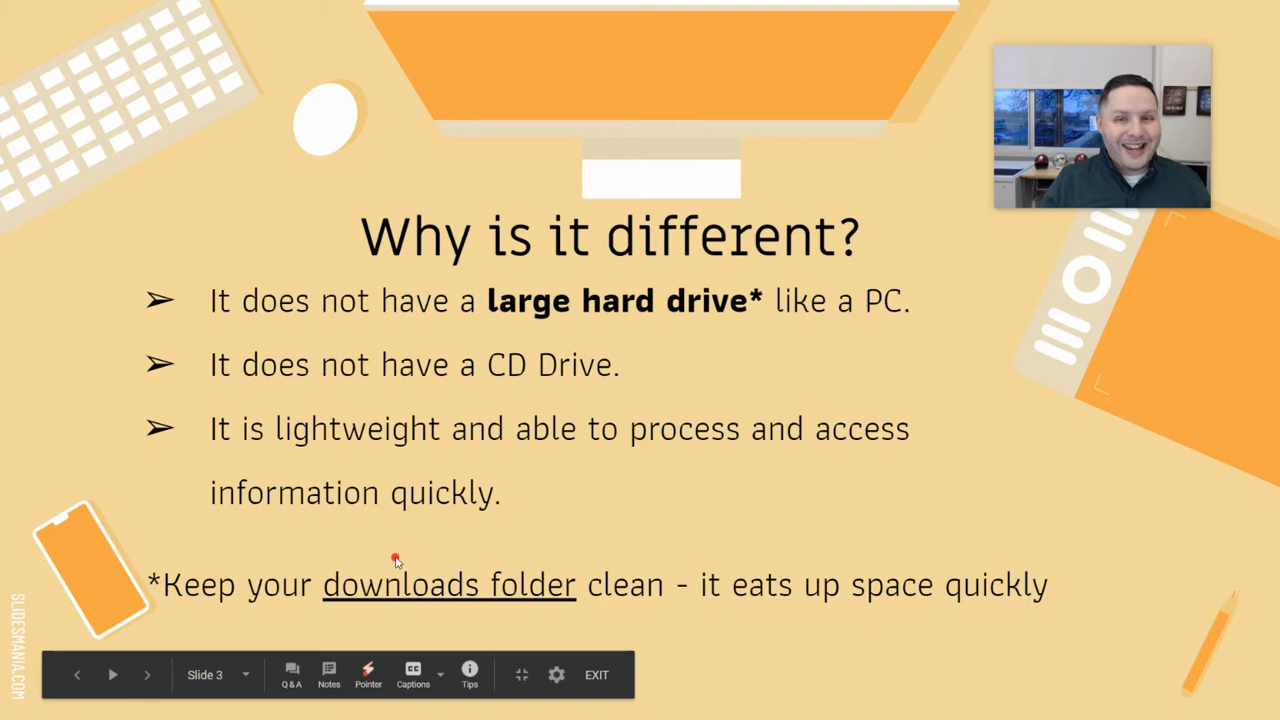 Why is it different?
➢ It does not have a large hard drive* like a PC.
➢ It does not have a CD Drive.
➢ It is lightweight and able to process and access
information quickly.
*Keep your downloads folder clean - it eats up space quickly
SLIDESMANIA.COM
Slide 3
Q&A
Notes
Pointer
CC
Captions
Tips
EXIT